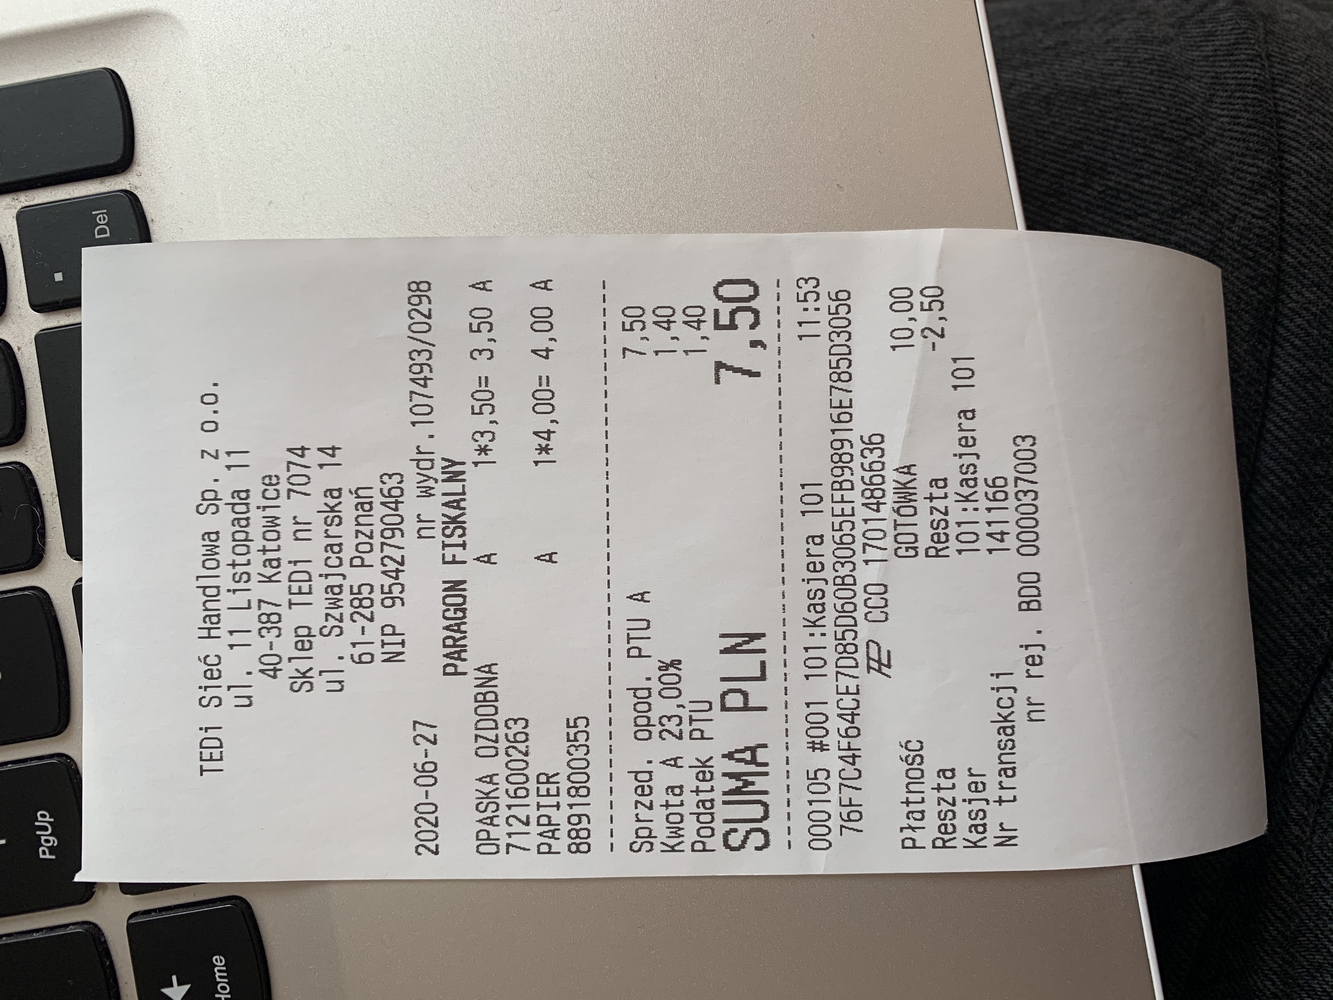 PgUp
Del
Home
TEDi Sieć Handlowa Sp. z o.o.
ul. 11 Listopada 11
40-387 Katowice
Sklep TEDi nr 7074
ul. Szwajcarska 14
61-285 Poznań
NIP 9542790463
2020-06-27 nr wydr.107493/0298
PARAGON FISKALNY
OPASKA OZDOBNA A 1*3,50= 3,50 A
7121600263
PAPIER A 1*4,00= 4,00 A
8891800355
Sprzed. opod. PTU A 7,50
Kwota A 23,00% 1,40
Podatek PTU 1,40
SUMA PLN 7,50
000105 #001 101:Kasjera 101 11:53
76F7C4F64CE7D85D60B3065EFB98916E785D3056
CCO 1701486636
Płatność GOTÓWKA 10,00
Reszta Reszta -2,50
Kasjer 101:Kasjera 101
Nr transakcji 141166
nr rej. BDO 000037003